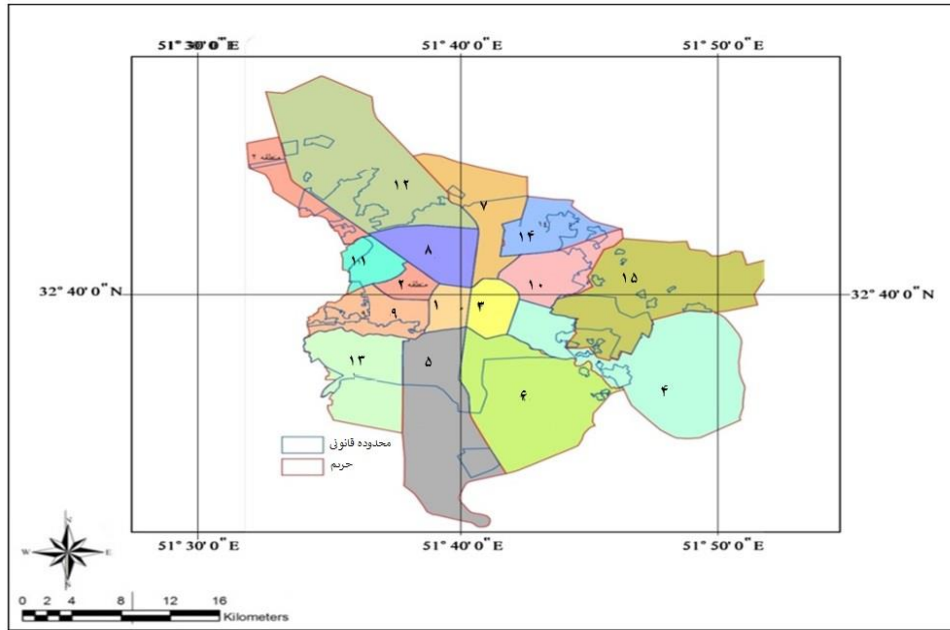 51° 30' 0" E 51° 40' 0" E 51° 50' 0" E
منطقه ۲
۱۲
۷
۱۴
۸
۱۱
۱۵
منطقه ۲
۱۰
32° 40' 0" N 32° 40' 0" N
۱
۳
۹
۱۳
۵
۴
۶
محدوده قانونی
حریم
51° 30' 0" E 51° 40' 0" E 51° 50' 0" E
N
W E
S
0 2 4 8 12 16
Kilometers